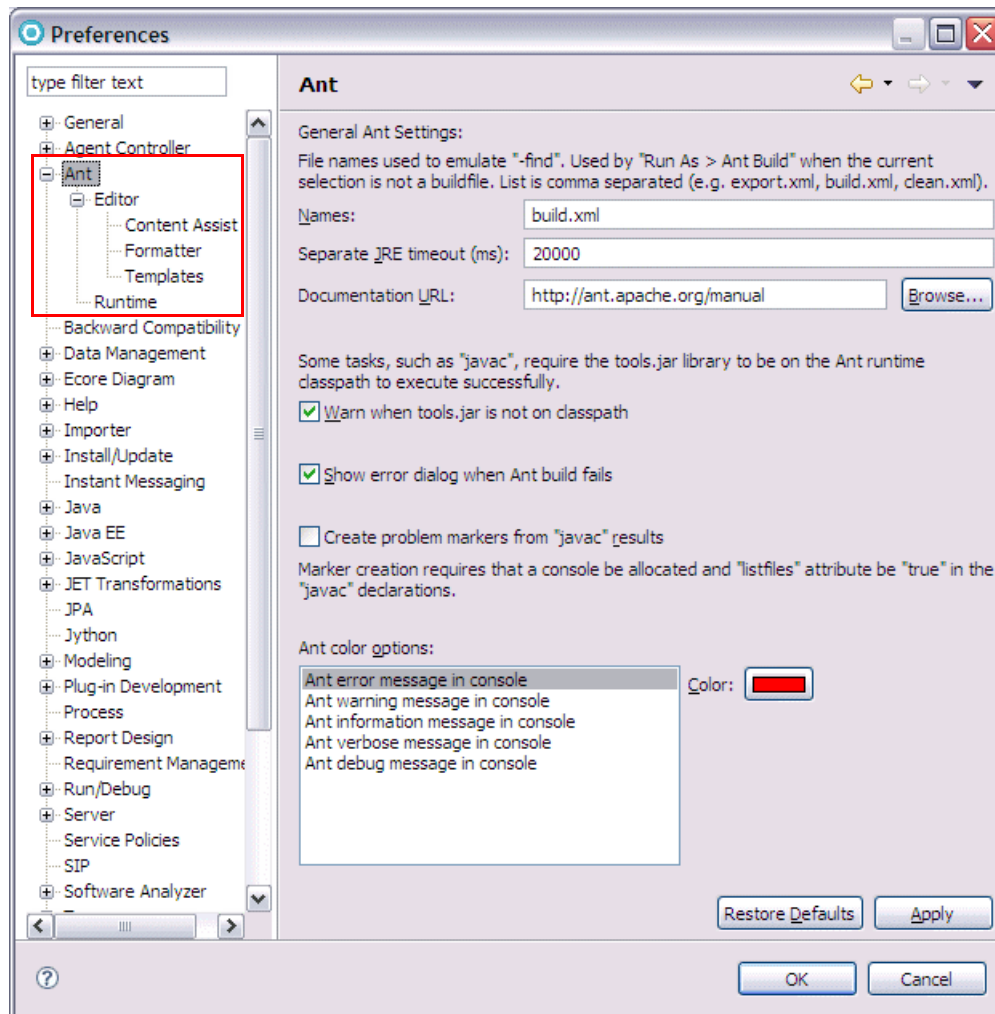 Preferences
type filter text
General
Agent Controller
Ant
Editor
Content Assist
Formatter
Templates
Runtime
Backward Compatibility
Data Management
Ecore Diagram
Help
Importer
Install/Update
Instant Messaging
Java
Java EE
JavaScript
JET Transformations
JPA
Jython
Modeling
Plug-in Development
Process
Report Design
Requirement Manageme
Run/Debug
Server
Service Policies
SIP
Software Analyzer
Ant
General Ant Settings:
File names used to emulate "-find". Used by "Run As > Ant Build" when the current
selection is not a buildfile. List is comma separated (e.g. export.xml, build.xml, clean.xml).
Names: build.xml
Separate JRE timeout (ms): 20000
Documentation URL: http://ant.apache.org/manual Browse...
Some tasks, such as "javac", require the tools.jar library to be on the Ant runtime
classpath to execute successfully.
Warn when tools.jar is not on classpath
Show error dialog when Ant build fails
Create problem markers from "javac" results
Marker creation requires that a console be allocated and "listfiles" attribute be "true" in the
"javac" declarations.
Ant color options:
Ant error message in console
Ant warning message in console
Ant information message in console
Ant verbose message in console
Ant debug message in console
Color:
Restore Defaults Apply
OK Cancel